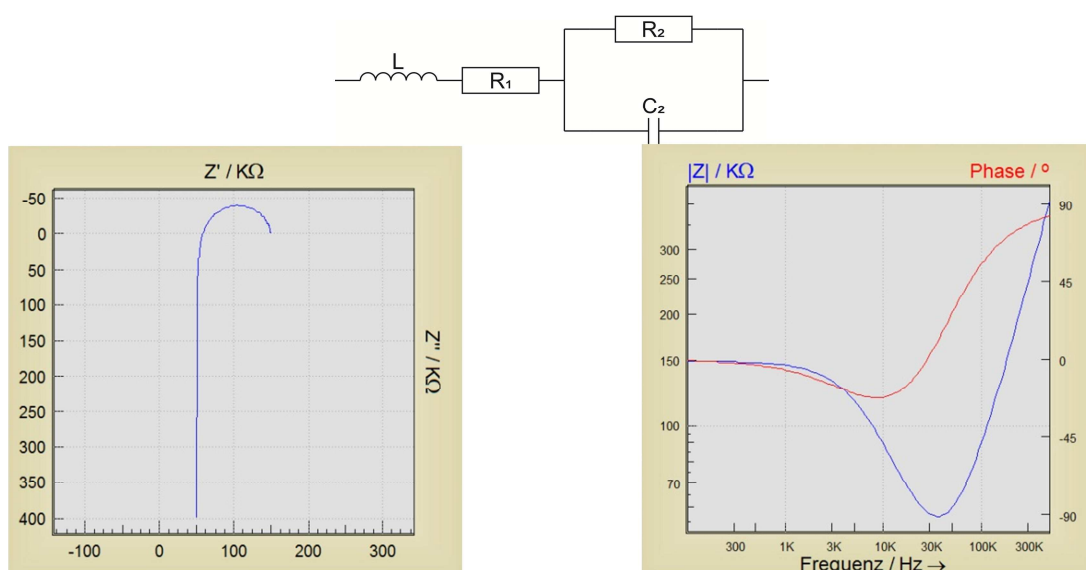 L
R₁
R₂
C₂
Z' / KΩ
-50
0
50
100
150
200
250
300
350
400
-100 0 100 200 300
Z'' / KΩ
|Z| / KΩ Phase / º
300
250
200
150
100
70
90
45
0
-45
-90
300 1K 3K 10K 30K 100K 300K
Frequenz / Hz →